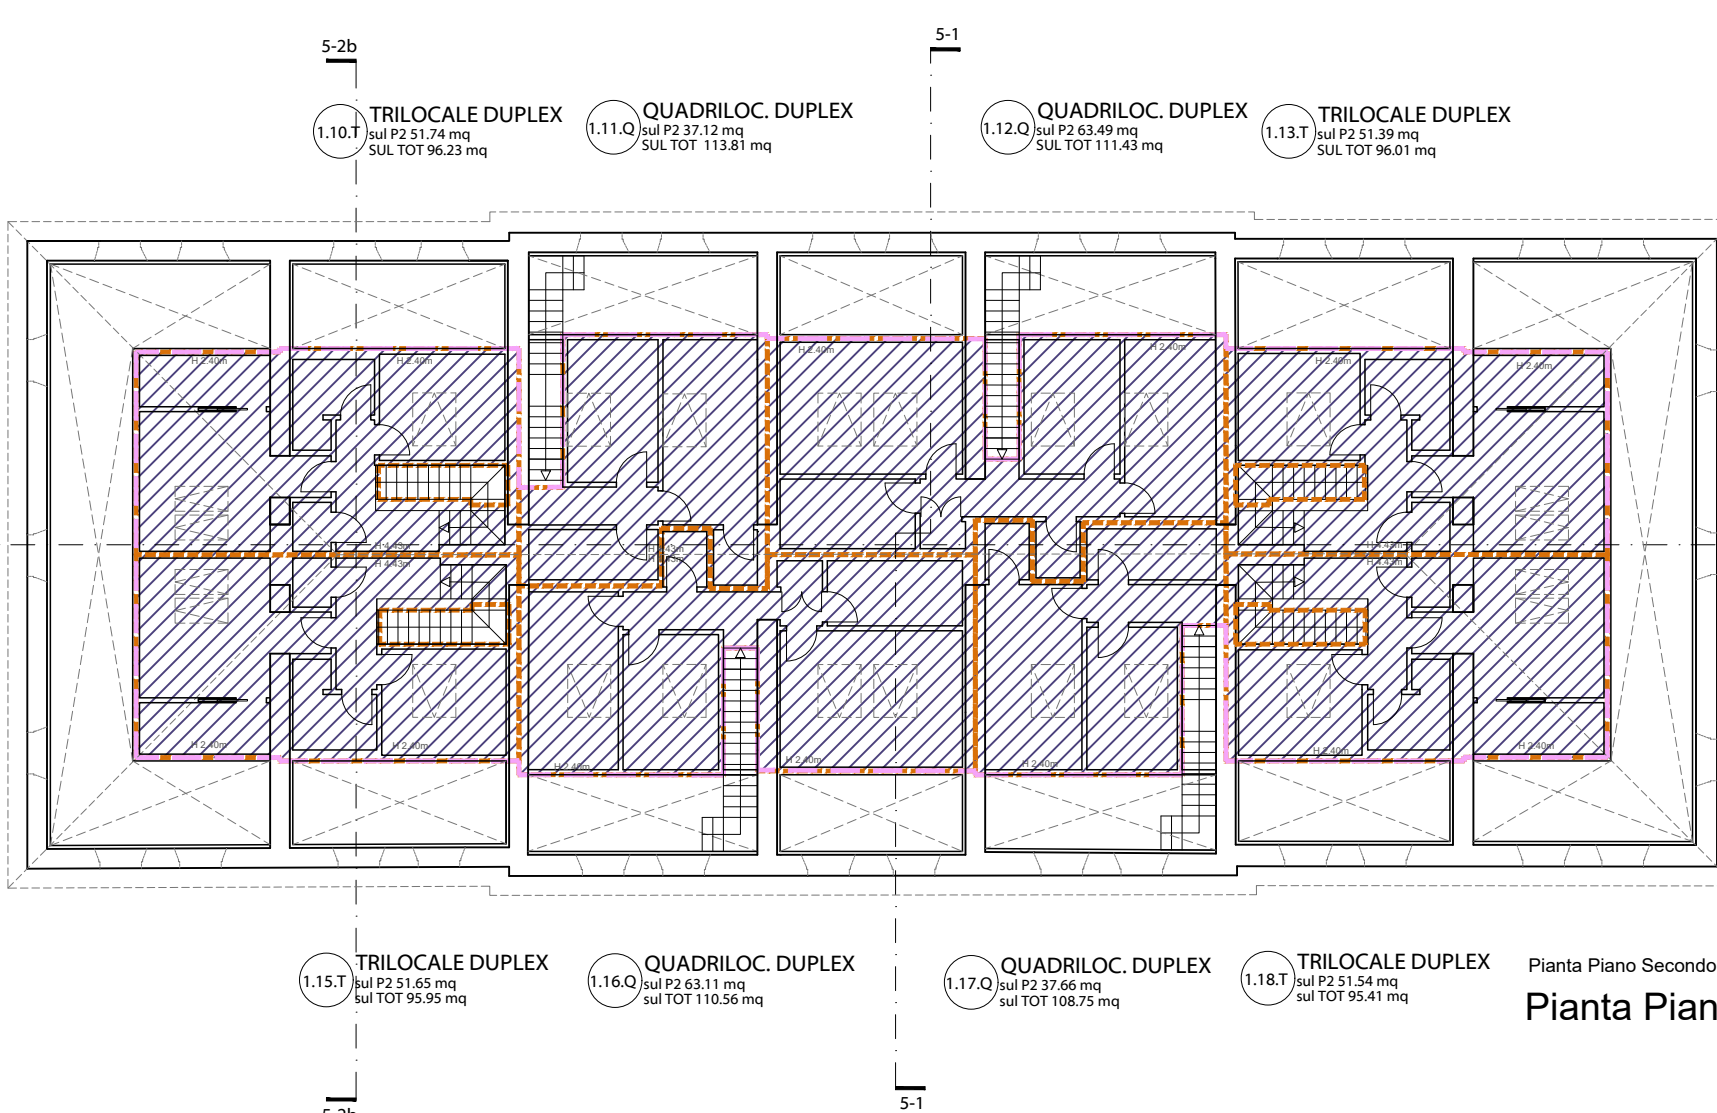 5-2b
5-1
1.10.T
TRILOCALE DUPLEX
sul P2 51.74 mq
SUL TOT 96.23 mq
1.11.Q
QUADRILOC. DUPLEX
sul P2 37.12 mq
SUL TOT 113.81 mq
1.12.Q
QUADRILOC. DUPLEX
sul P2 63.49 mq
SUL TOT 111.43 mq
1.13.T
TRILOCALE DUPLEX
sul P2 51.39 mq
SUL TOT 96.01 mq
H 2.40m
H 2.40m
H 2.40m
H 2.40m
H 2.40m
H 2.40m
H 4.43m
H 4.43m
H 4.43m
H 4.43m
H 2.40m
H 2.40m
H 2.40m
H 2.40m
H 2.40m
H 2.40m
H 2.40m
1.15.T
TRILOCALE DUPLEX
sul P2 51.65 mq
sul TOT 95.95 mq
1.16.Q
QUADRILOC. DUPLEX
sul P2 63.11 mq
sul TOT 110.56 mq
1.17.Q
QUADRILOC. DUPLEX
sul P2 37.66 mq
sul TOT 108.75 mq
1.18.T
TRILOCALE DUPLEX
sul P2 51.54 mq
sul TOT 95.41 mq
Pianta Piano Secondo
Pianta Pian
5-2b
5-1